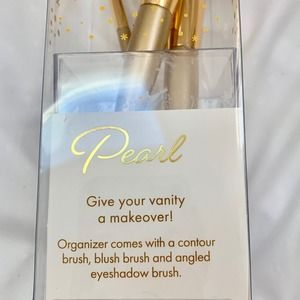 Pearl
Give your vanity
a makeover!
Organizer comes with a contour
brush, blush brush and angled
eyeshadow brush.